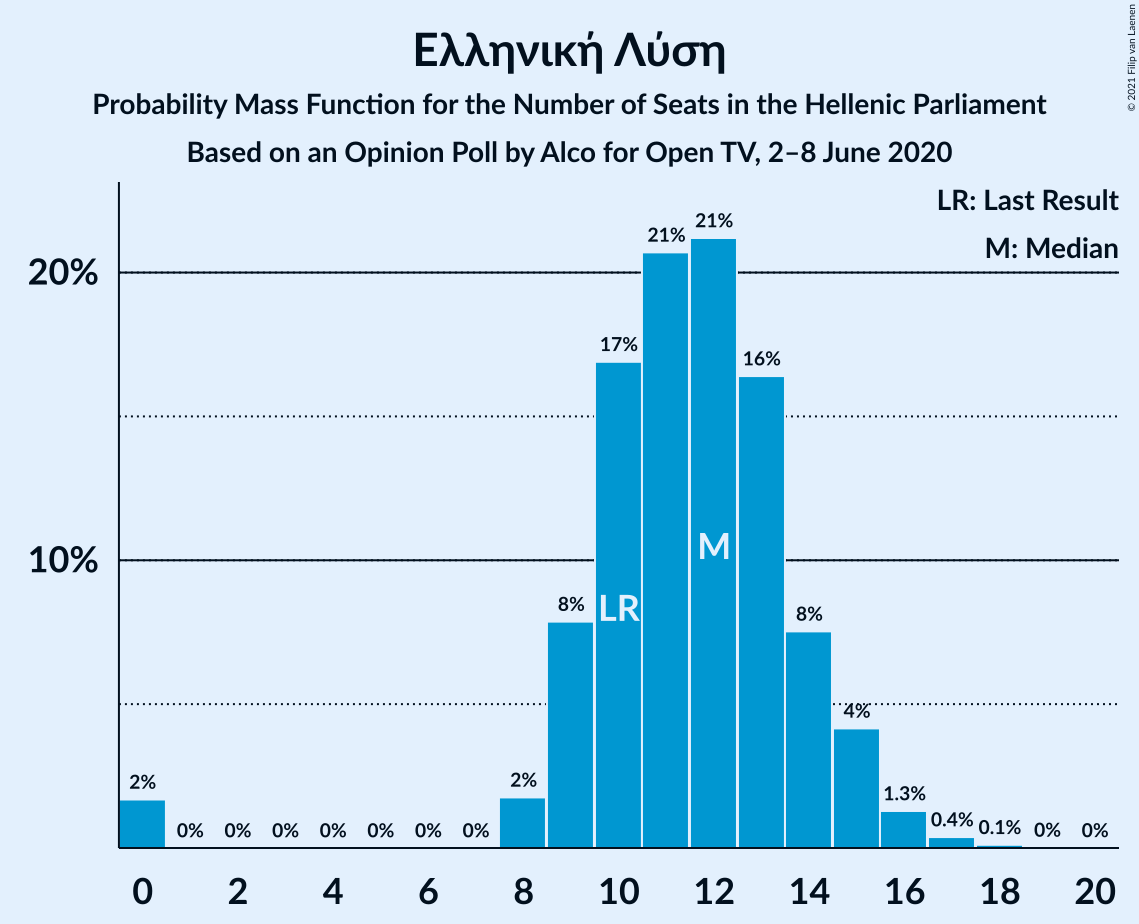 Ελληνική Λύση
Probability Mass Function for the Number of Seats in the Hellenic Parliament
Based on an Opinion Poll by Alco for Open TV, 2–8 June 2020
© 2021 Filip van Laenen
LR: Last Result
M: Median
20%
10%
2%
0%
0%
0%
0%
0%
0%
0%
2%
8%
17%
21%
21%
16%
8%
4%
1.3%
0.4%
0.1%
0%
0%
LR
M
0 2 4 6 8 10 12 14 16 18 20